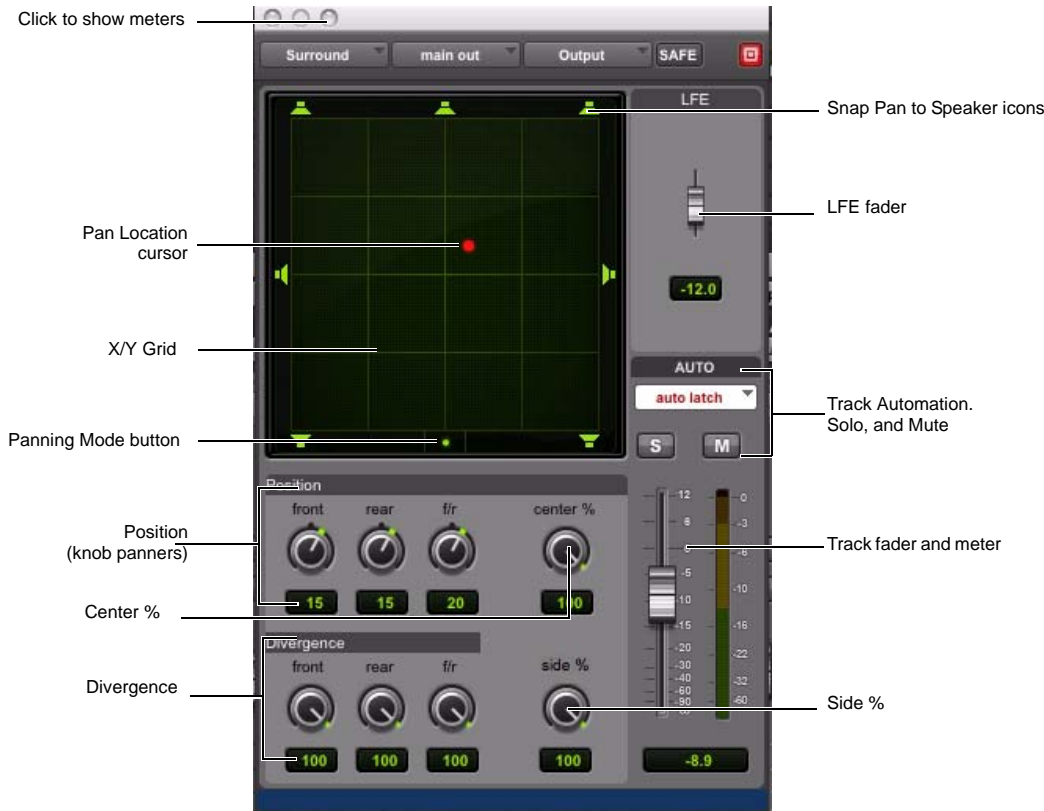 Click to show meters
Surround
main out
Output
SAFE
LFE
Snap Pan to Speaker icons
LFE fader
Pan Location
cursor
-12.0
X/Y Grid
AUTO
auto latch
Track Automation.
Solo, and Mute
Panning Mode button
S
M
Position
front
rear
f/r
center %
Position
(knob panners)
15
15
20
100
Center %
Divergence
front
rear
f/r
side %
Divergence
100
100
100
100
12
-5
-10
-15
-20
-30
-40
-60
-90
0
-3
-6
-10
-16
-22
-32
-60
Track fader and meter
Side %
-8.9